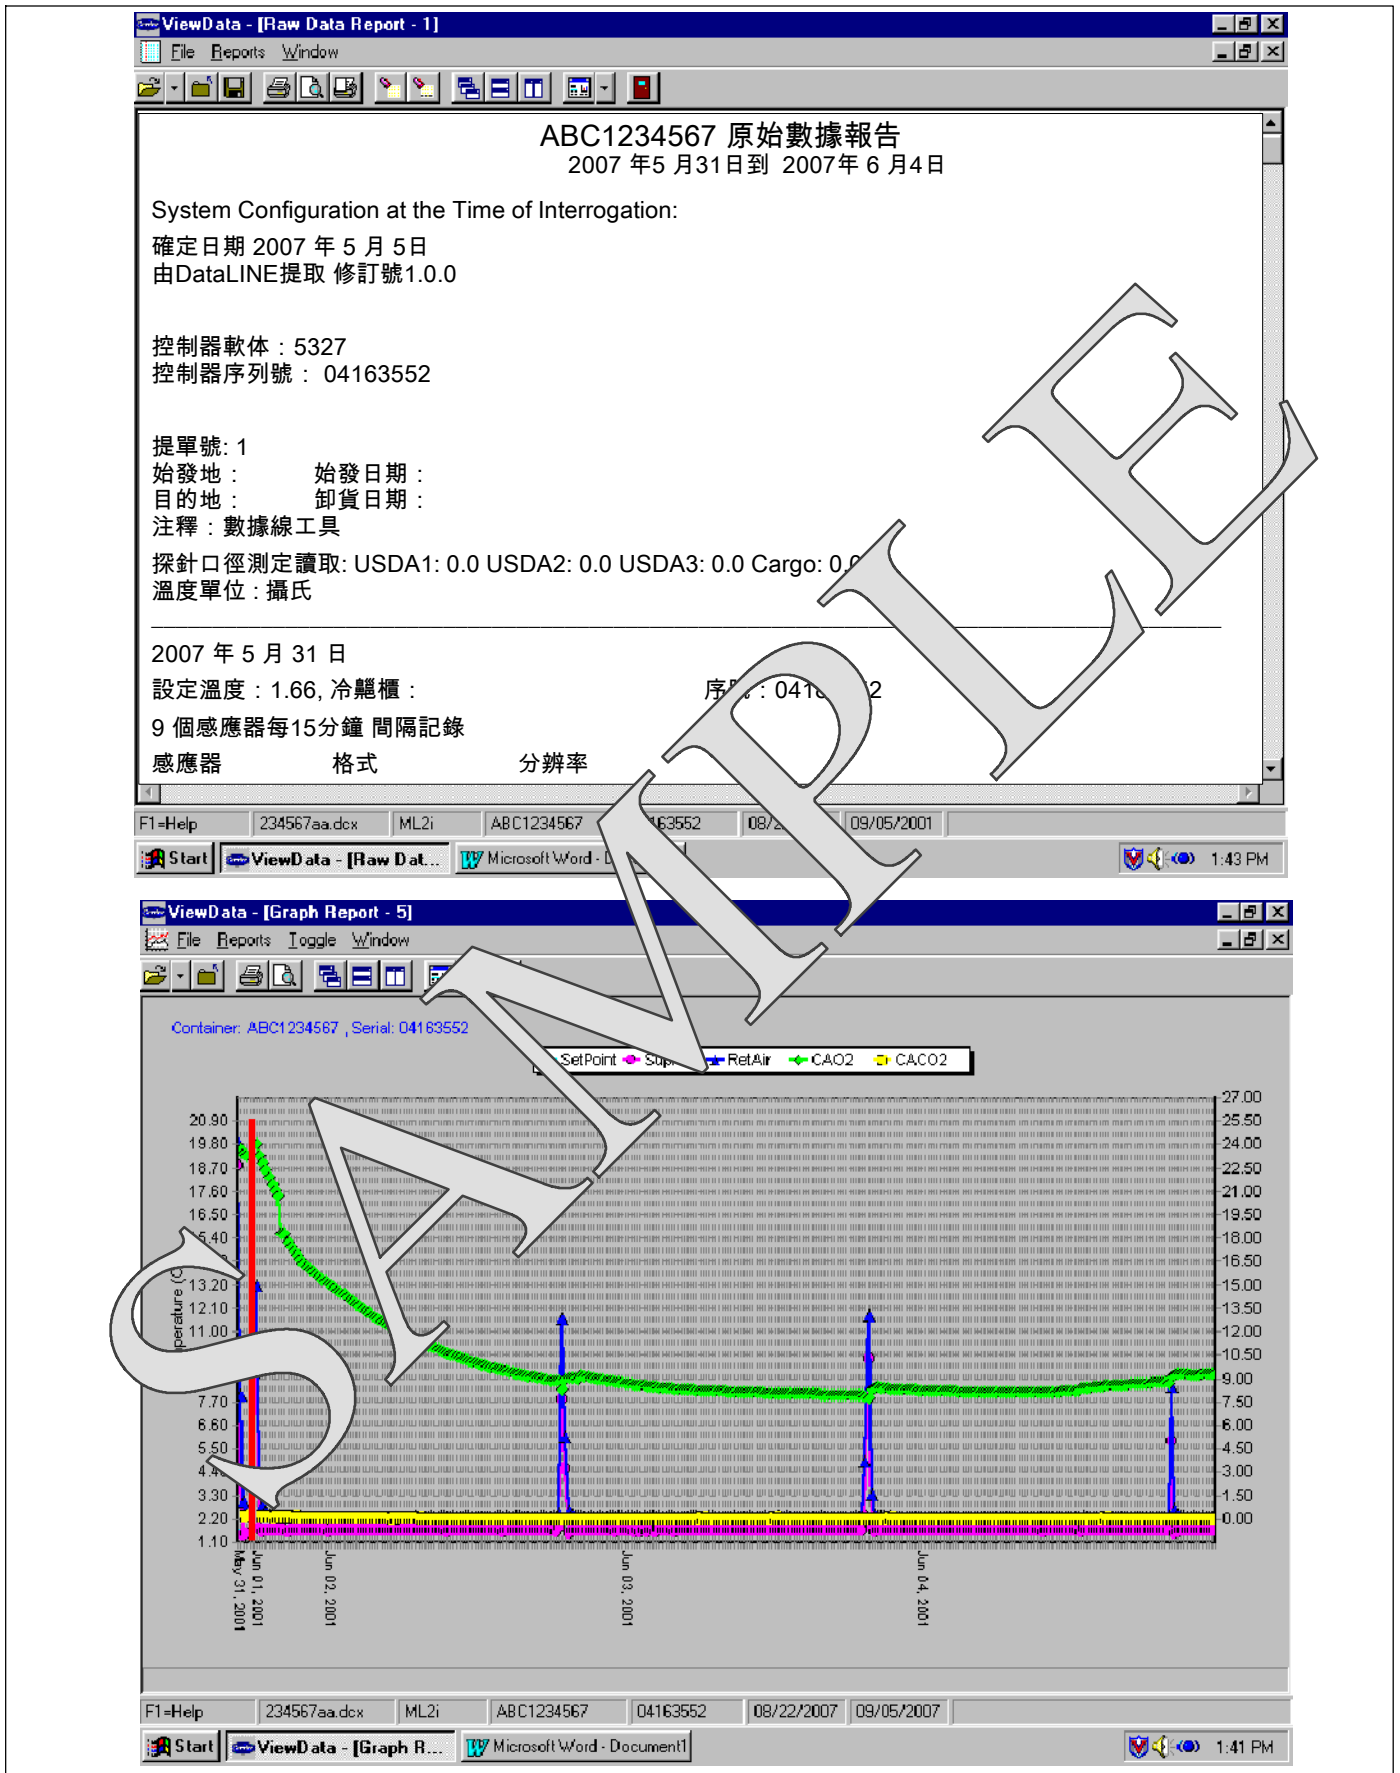 ViewData - [Raw Data Report - 1]
File Reports Window
ABC1234567 原始數據報告
2007 年5 月31日到 2007年 6 月4日
System Configuration at the Time of Interrogation:
確定日期 2007 年 5 月 5日
由DataLINE提取 修訂號1.0.0
控制器軟体：5327
控制器序列號： 04163552
提單號: 1
始發地： 始發日期：
目的地： 卸貨日期：
注釋：數據線工具
探針口徑測定讀取: USDA1: 0.0 USDA2: 0.0 USDA3: 0.0 Cargo: 0.0
溫度單位 : 攝氏
2007 年 5 月 31 日
設定溫度：1.66, 冷櫃： 序號：
9 個感應器每15分鐘 間隔記錄
感應器 格式 分辨率
F1=Help 234567aa.dcx ML2i ABC1234567 09/05/2001
Start ViewData - [Raw Dat... Microsoft Word - 1:43 PM
SAMPLE
ViewData - [Graph Report - 5]
File Reports Toggle Window
Container: ABC1234567 , Serial: 04163552
SetPoint RetAir CAO2 CACO2
20.90
19.80
18.70
17.60
16.50
13.20
12.10
11.00
7.70
6.60
5.50
3.30
2.20
1.10
27.00
25.50
24.00
22.50
21.00
19.50
18.00
16.50
15.00
13.50
12.00
10.50
9.00
7.50
6.00
4.50
3.00
1.50
0.00
May 31, 2001
Jun 01, 2001
Jun 02, 2001
Jun 03, 2001
Jun 04, 2001
F1=Help 234567aa.dcx ML2i ABC1234567 04163552 08/22/2007 09/05/2007
Start ViewData - [Graph R... Microsoft Word - Document1 1:41 PM